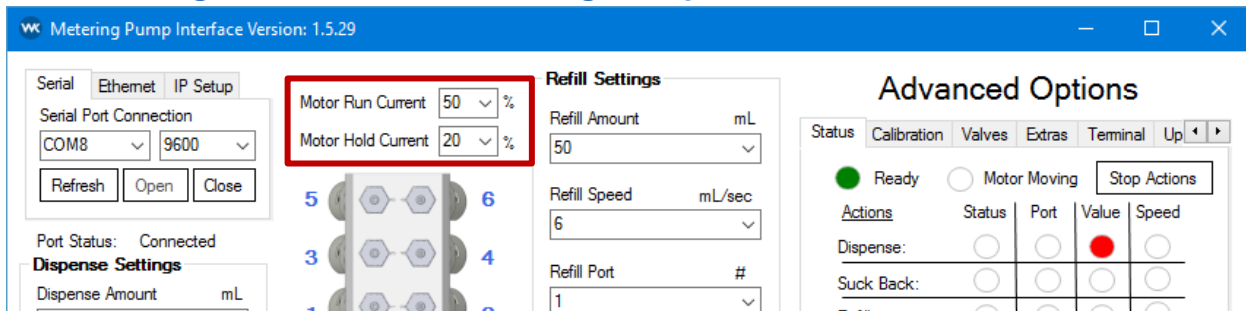 WK Metering Pump Interface Version: 1.5.29
Serial Ethernet IP Setup
Serial Port Connection
COM8 9600
Refresh Open Close
Port Status: Connected
Dispense Settings
Dispense Amount mL
Motor Run Current 50 %
Motor Hold Current 20 %
5 6
3 4
Refill Settings
Refill Amount mL
50
Refill Speed mL/sec
6
Refill Port #
1
Advanced Options
Status Calibration Valves Extras Terminal Up
Ready Motor Moving Stop Actions
Actions Status Port Value Speed
Dispense:
Suck Back: